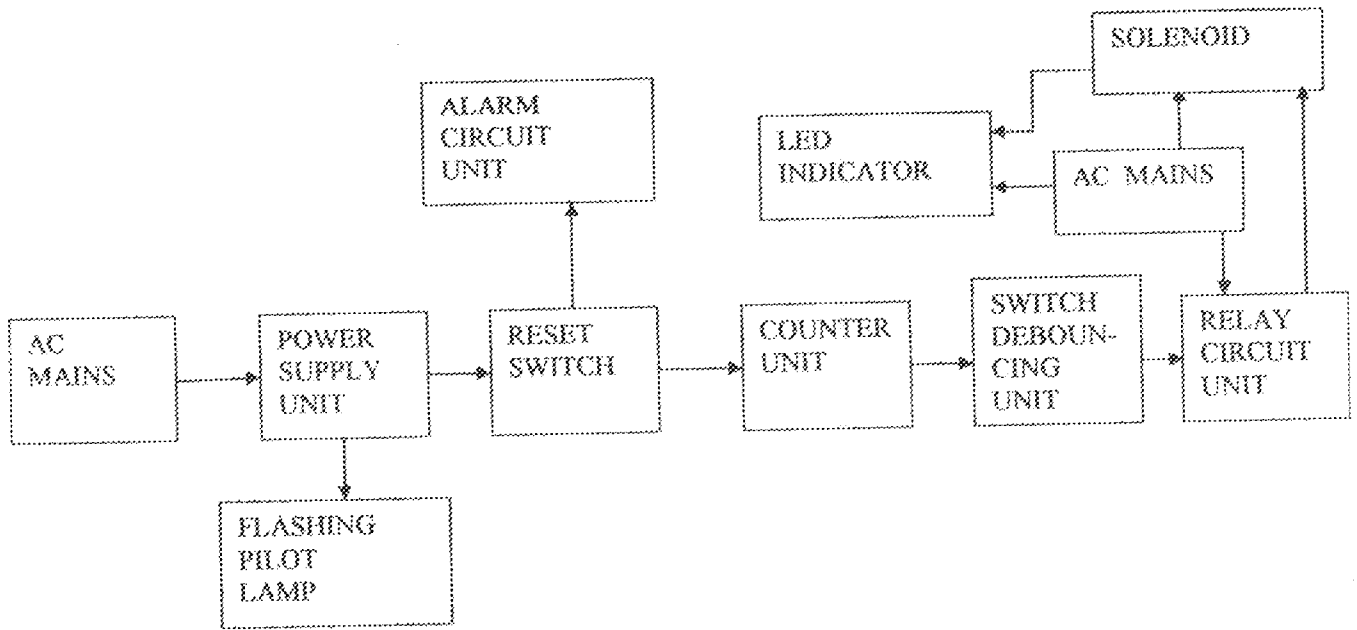 SOLENOID
ALARM
CIRCUIT
UNIT
LED
INDICATOR
AC MAINS
AC
MAINS
POWER
SUPPLY
UNIT
RESET
SWITCH
COUNTER
UNIT
SWITCH
DEBOUN-
CING
UNIT
RELAY
CIRCUIT
UNIT
FLASHING
PILOT
LAMP